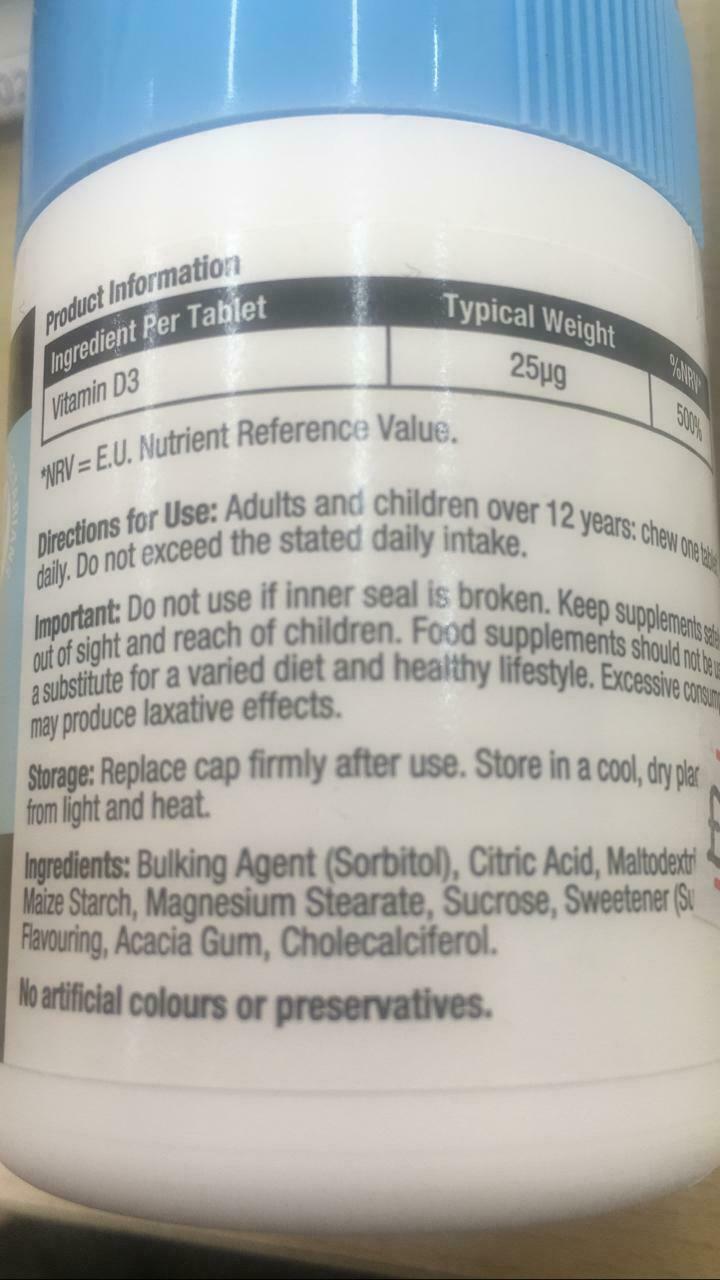 Product Information
Ingredient Per Tablet Typical Weight %NRV*
Vitamin D3 25µg 500%
*NRV = E.U. Nutrient Reference Value.
Directions for Use: Adults and children over 12 years: chew one
daily. Do not exceed the stated daily intake.
Important: Do not use if inner seal is broken. Keep supplements
out of sight and reach of children. Food supplements should not be
a substitute for a varied diet and healthy lifestyle. Excessive
may produce laxative effects.
Storage: Replace cap firmly after use. Store in a cool, dry
from light and heat.
Ingredients: Bulking Agent (Sorbitol), Citric Acid,
Maize Starch, Magnesium Stearate, Sucrose, Sweetener
Flavouring, Acacia Gum, Cholecalciferol.
No artificial colours or preservatives.